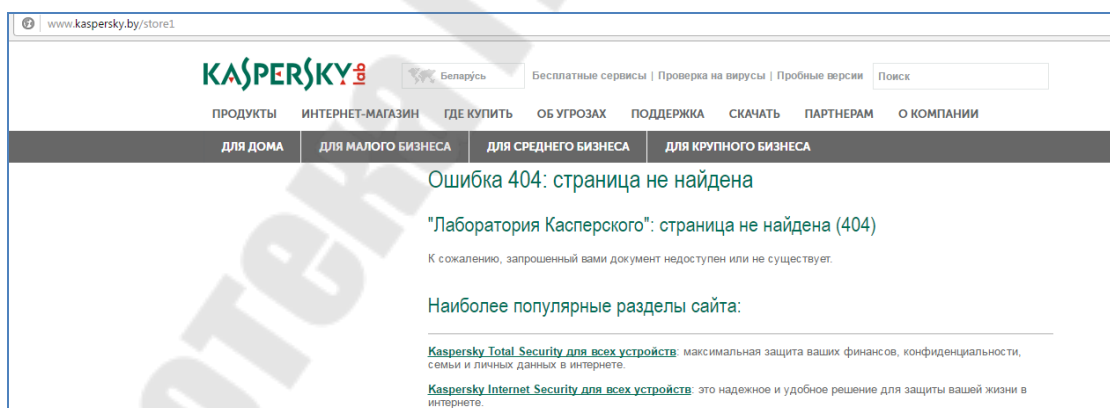 www.kaspersky.by/store1
KASPERSKY lab
Беларусь
Бесплатные сервисы | Проверка на вирусы | Пробные версии
Поиск
ПРОДУКТЫ ИНТЕРНЕТ-МАГАЗИН ГДЕ КУПИТЬ ОБ УГРОЗАХ ПОДДЕРЖКА СКАЧАТЬ ПАРТНЕРАМ О КОМПАНИИ
ДЛЯ ДОМА ДЛЯ МАЛОГО БИЗНЕСА ДЛЯ СРЕДНЕГО БИЗНЕСА ДЛЯ КРУПНОГО БИЗНЕСА
Ошибка 404: страница не найдена
"Лаборатория Касперского": страница не найдена (404)
К сожалению, запрошенный вами документ недоступен или не существует.
Наиболее популярные разделы сайта:
Kaspersky Total Security для всех устройств: максимальная защита ваших финансов, конфиденциальности,
семьи и личных данных в интернете.
Kaspersky Internet Security для всех устройств: это надежное и удобное решение для защиты вашей жизни в
интернете.